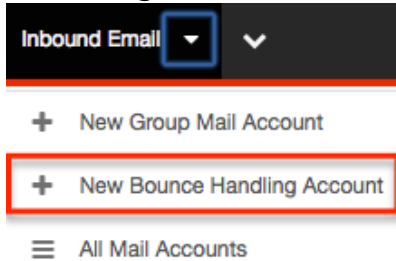 Inbound Email
New Group Mail Account
New Bounce Handling Account
All Mail Accounts